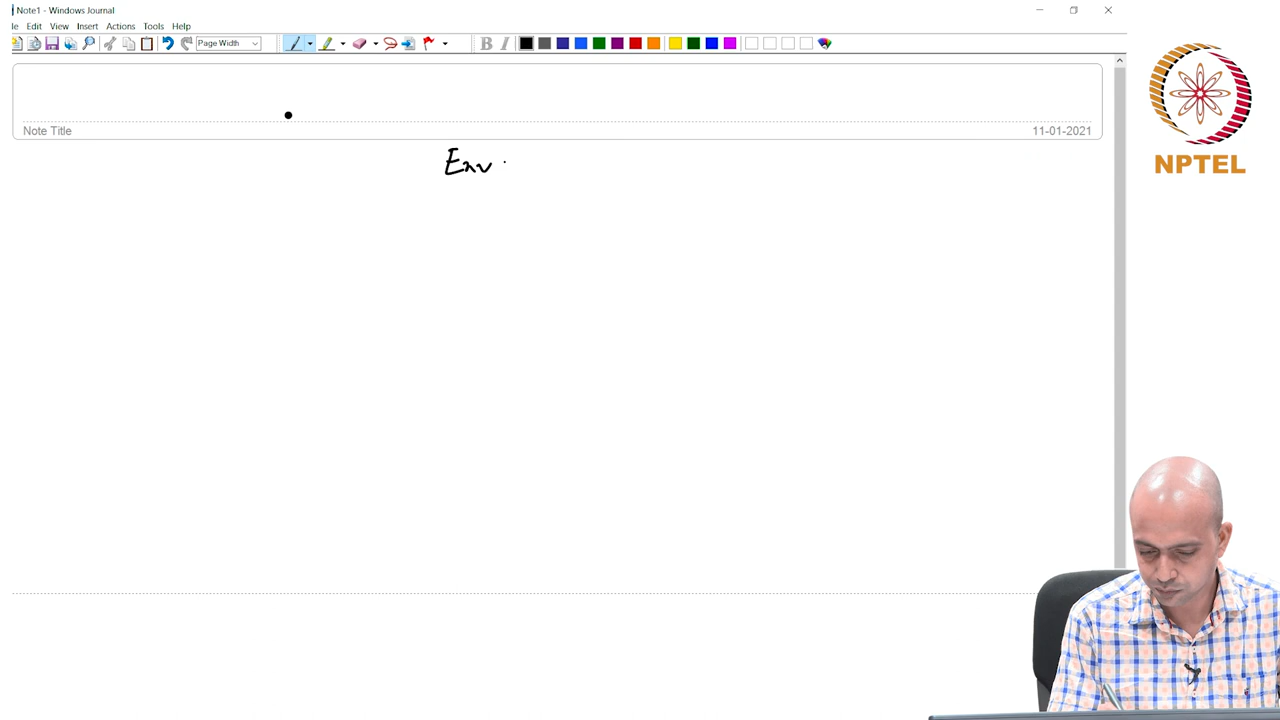 Note1 - Windows Journal
le Edit View Insert Actions Tools Help
Page Width B I
Note Title 11-01-2021
Env
NPTEL